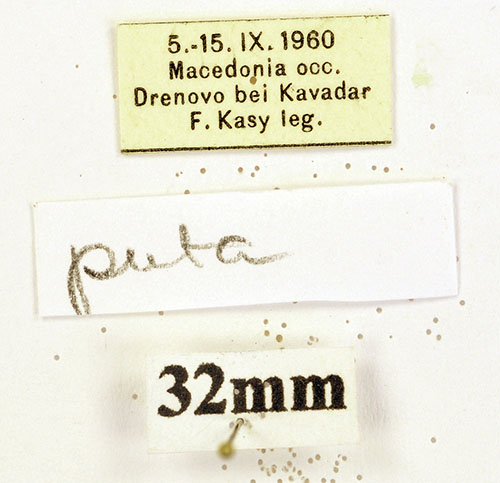 5.-15. IX. 1960
Macedonia occ.
Drenovo bei Kavadar
F. Kasy leg.
puta
32mm